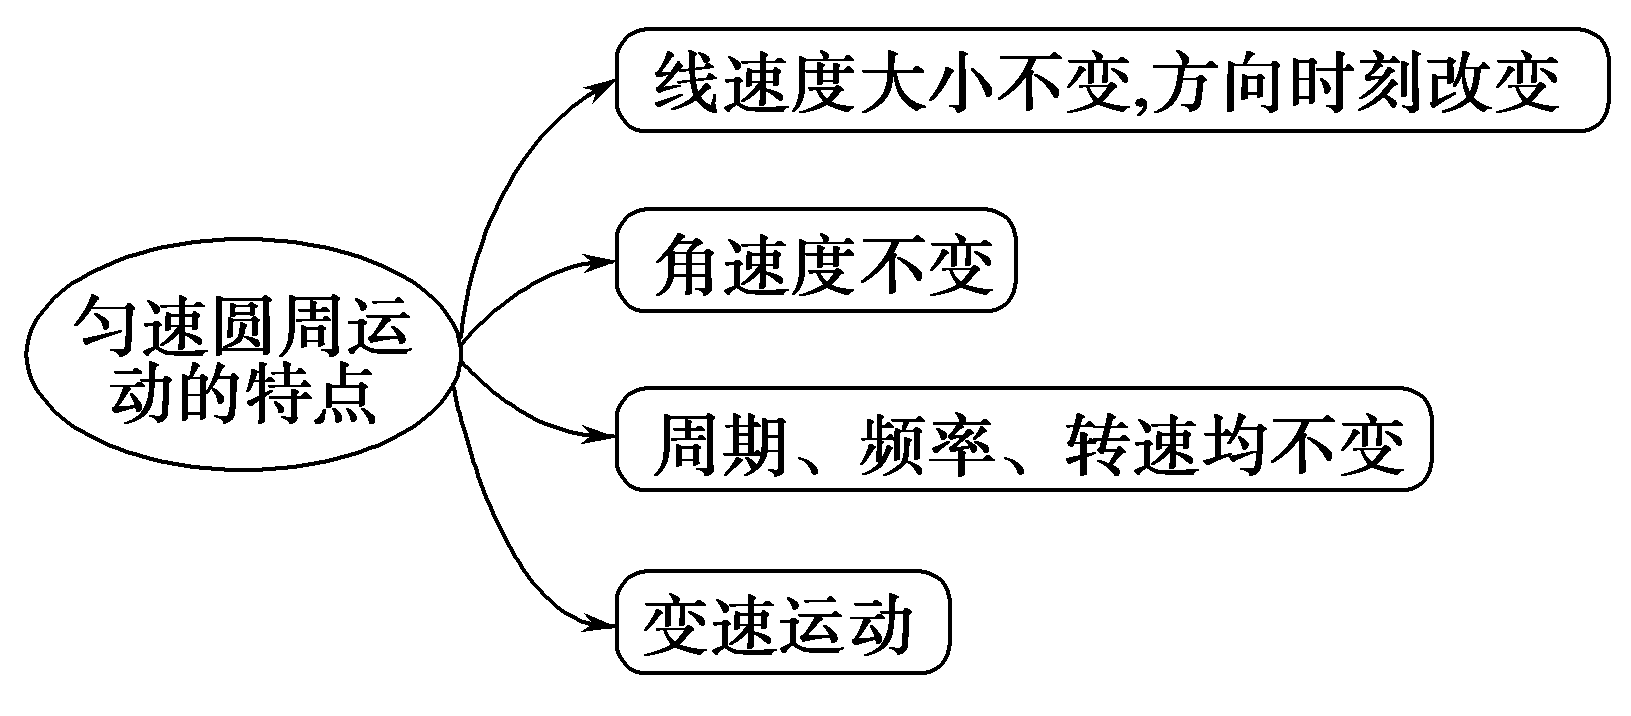 线速度大小不变,方向时刻改变
角速度不变
匀速圆周运
动的特点
周期、频率、转速均不变
变速运动